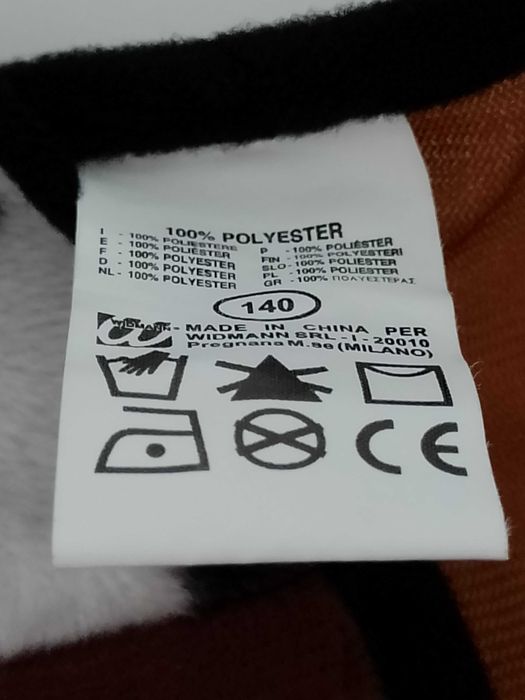 100% POLYESTER
I - 100% POLIESTERE
E - 100% POLIÉSTER
F - 100% POLYESTER
D - 100% POLYESTER
NL - 100% POLYESTER
P - 100% POLIÉSTER
FIN - 100% POLYESTERI
SLO - 100% POLIESTER
PL - 100% POLIESTER
GR - 100% ΠΟΛΥΕΣΤΕΡΑΣ
140
WIDMANN
- MADE IN CHINA PER
WIDMANN SRL - I - 20010
Pregnana M.se (MILANO)
CE